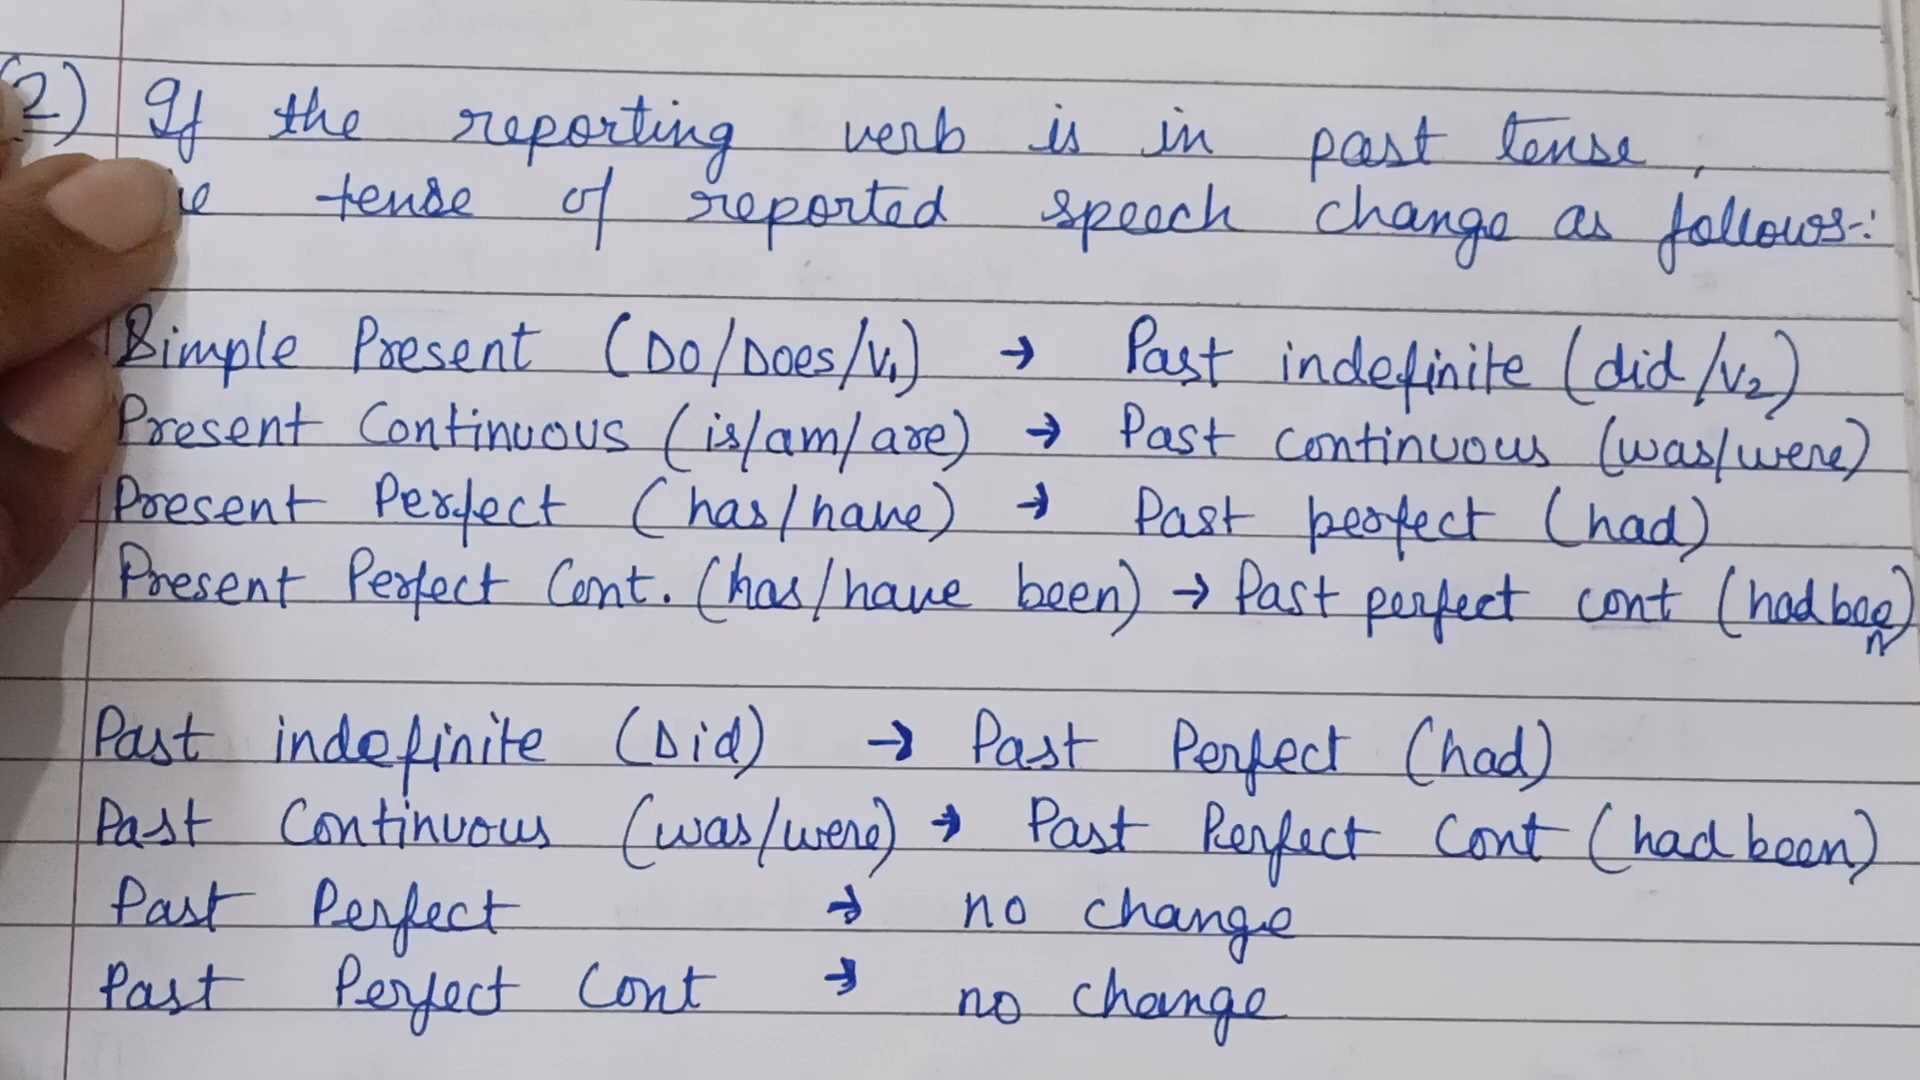 (2) If the reporting verb is in past tense,
tense of reported speech change as follows:-
Simple Present (Do/Does/V1) → Past indefinite (did/V2)
Present Continuous (is/am/are) → Past continuous (was/were)
Present Perfect (has/have) → Past perfect (had)
Present Perfect Cont. (has/have been) → Past perfect cont (had been)
Past indefinite (Did) → Past Perfect (had)
Past Continuous (was/were) → Past Perfect Cont (had been)
Past Perfect → no change
Past Perfect Cont → no change